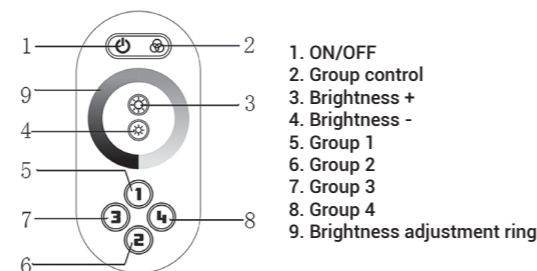 1
2
9
3
4
5
1
7
3
4
8
2
6
1. ON/OFF
2. Group control
3. Brightness +
4. Brightness -
5. Group 1
6. Group 2
7. Group 3
8. Group 4
9. Brightness adjustment ring